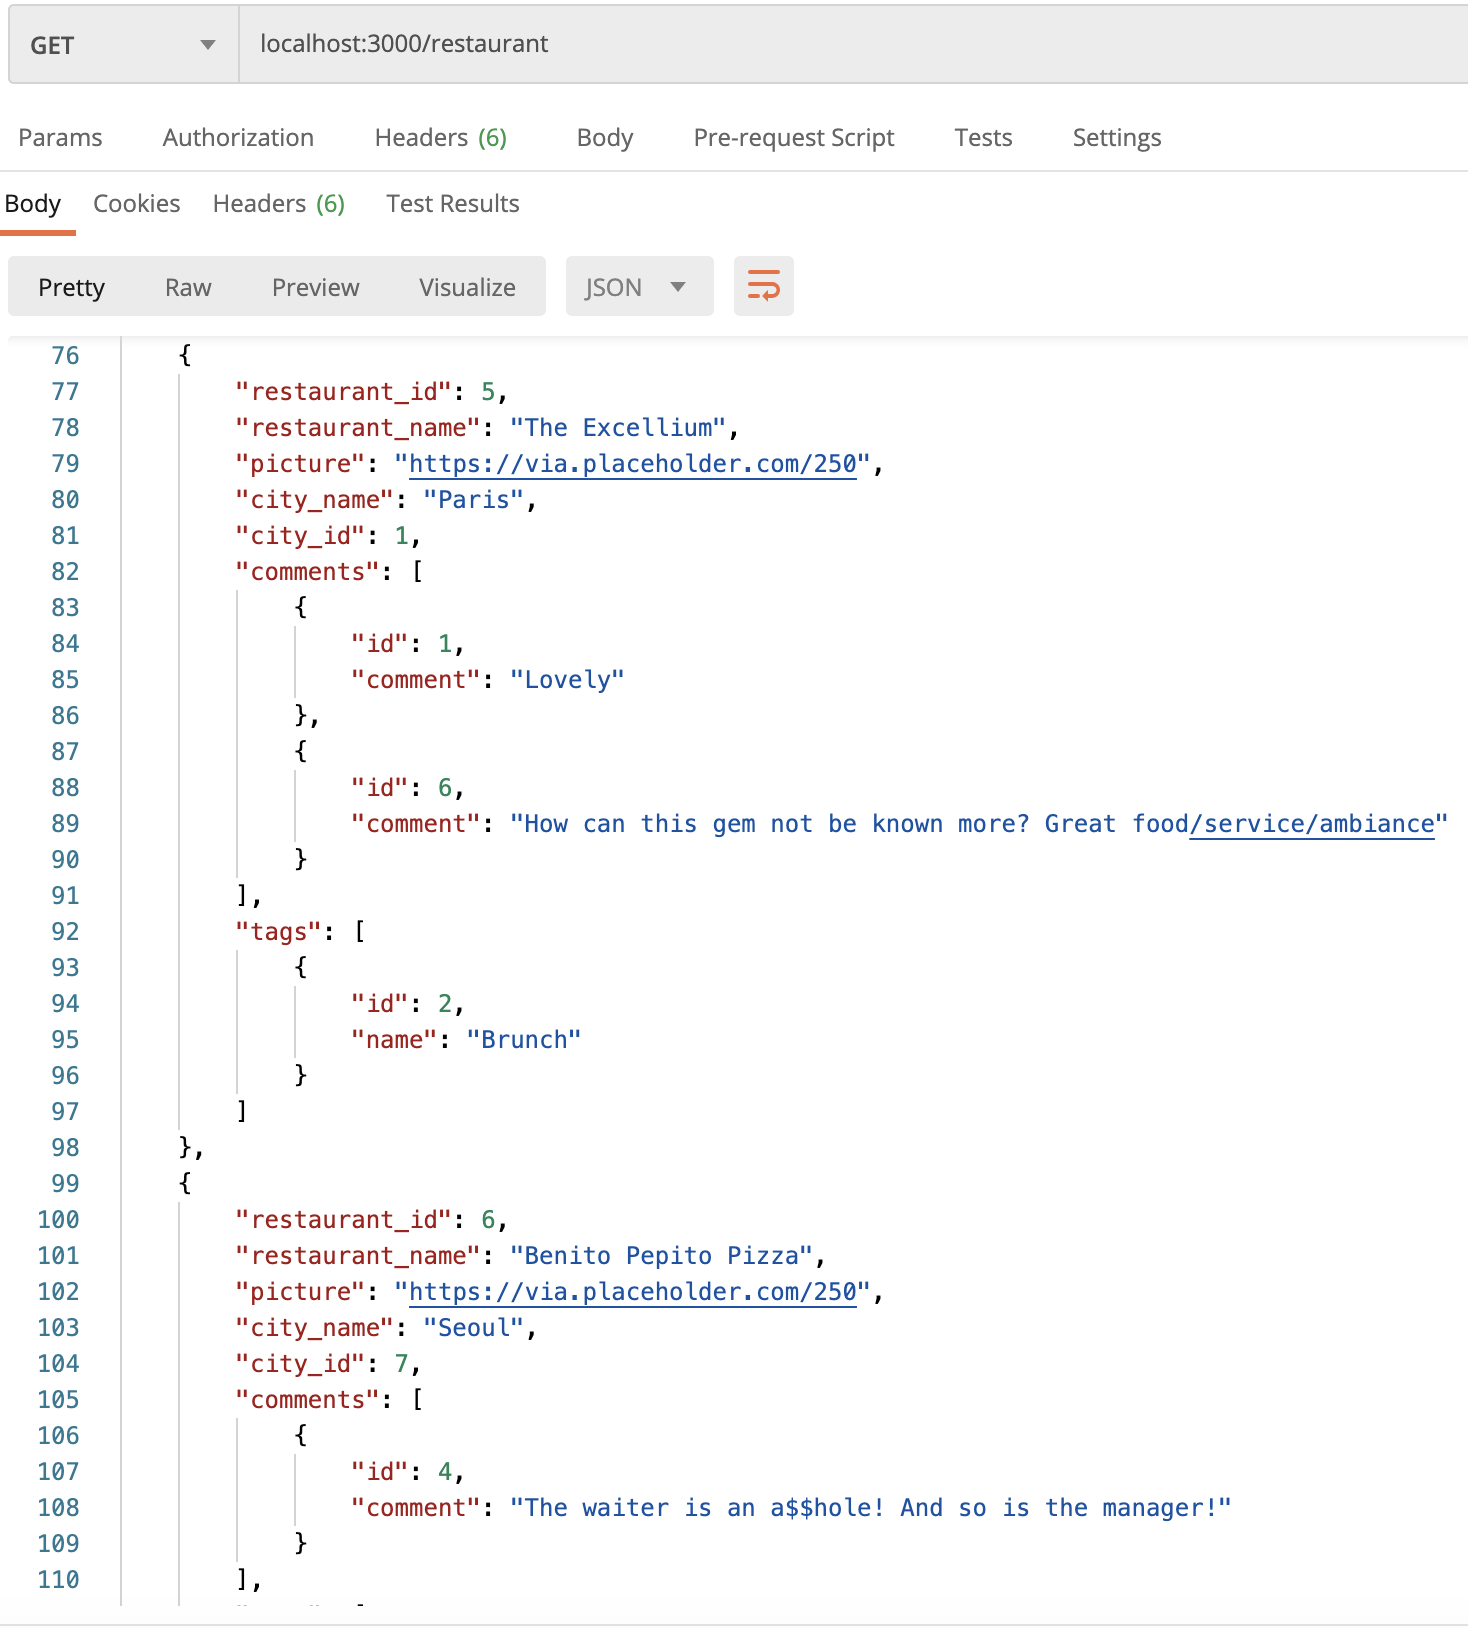 GET localhost:3000/restaurant
Params Authorization Headers (6) Body Pre-request Script Tests Settings
Body Cookies Headers (6) Test Results
Pretty Raw Preview Visualize JSON
76 {
77 "restaurant_id": 5,
78 "restaurant_name": "The Excellium",
79 "picture": "https://via.placeholder.com/250",
80 "city_name": "Paris",
81 "city_id": 1,
82 "comments": [
83 {
84 "id": 1,
85 "comment": "Lovely"
86 },
87 {
88 "id": 6,
89 "comment": "How can this gem not be known more? Great food/service/ambiance"
90 }
91 ],
92 "tags": [
93 {
94 "id": 2,
95 "name": "Brunch"
96 }
97 ]
98 },
99 {
100 "restaurant_id": 6,
101 "restaurant_name": "Benito Pepito Pizza",
102 "picture": "https://via.placeholder.com/250",
103 "city_name": "Seoul",
104 "city_id": 7,
105 "comments": [
106 {
107 "id": 4,
108 "comment": "The waiter is an a$$hole! And so is the manager!"
109 }
110 ],